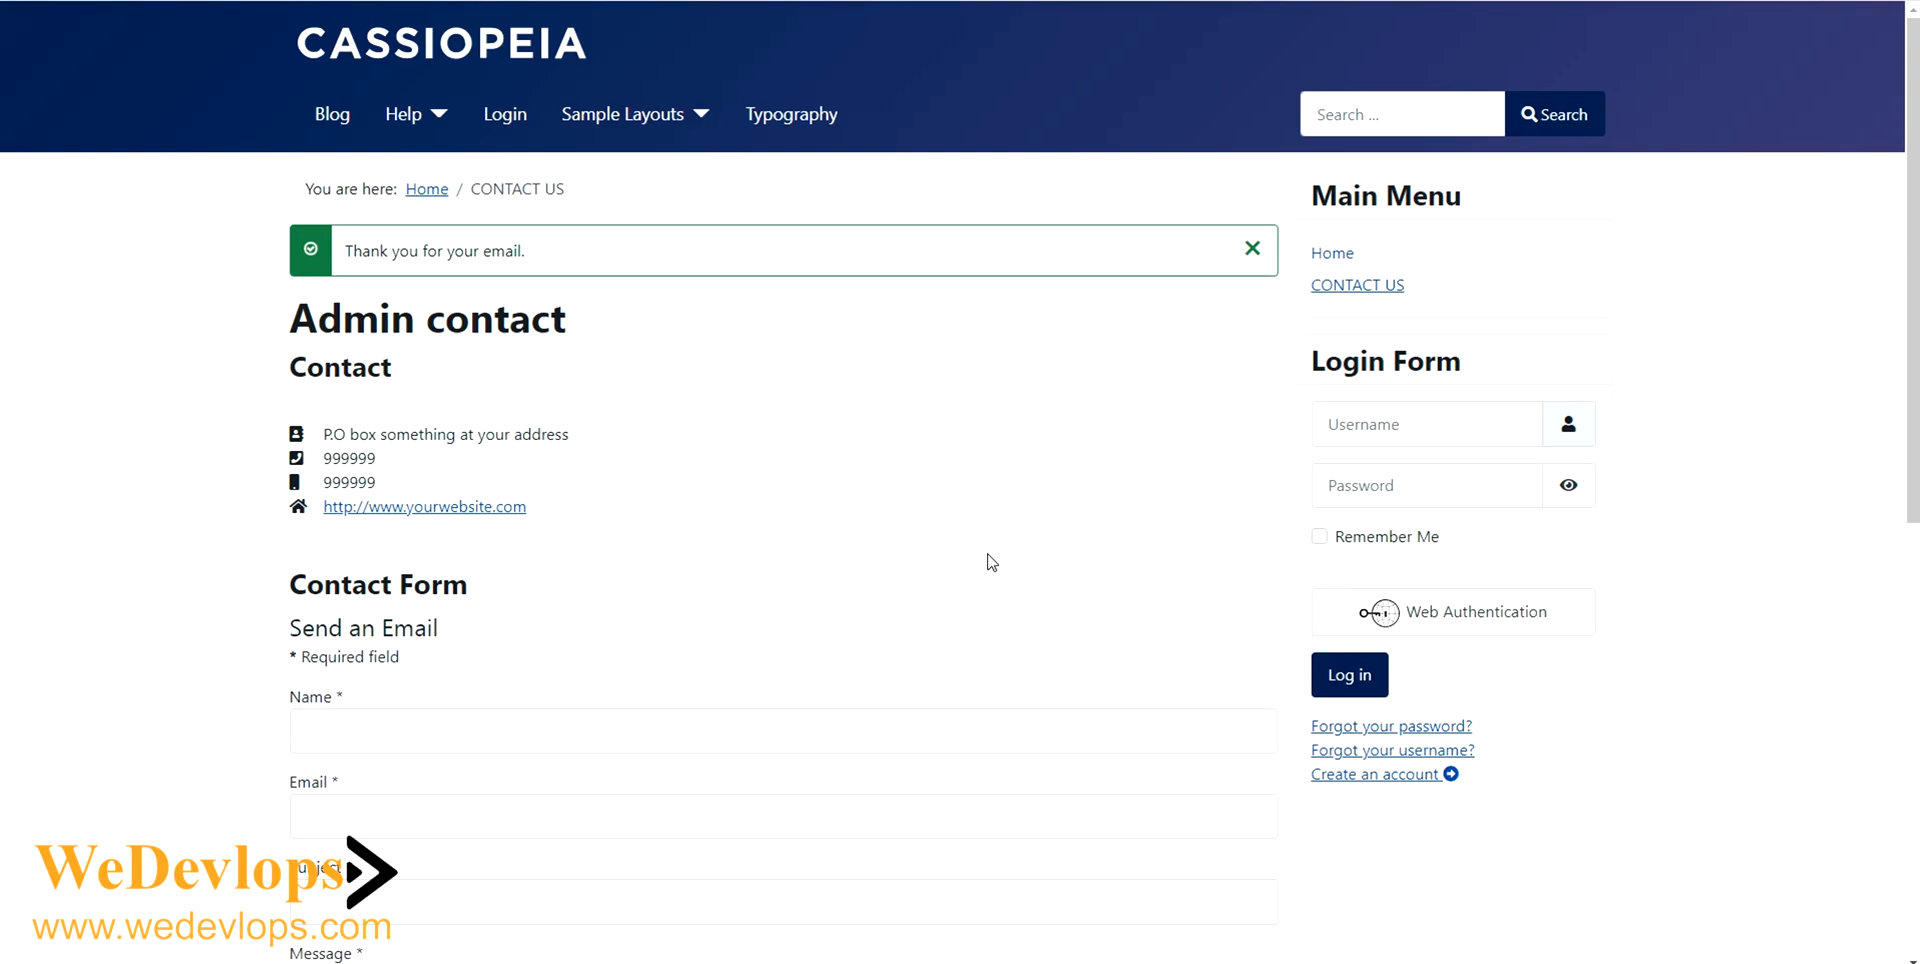 CASSIOPEIA
Blog Help Login Sample Layouts Typography
Search ... Search
You are here: Home / CONTACT US
Thank you for your email.
Admin contact
Contact
P.O box something at your address
999999
999999
http://www.yourwebsite.com
Contact Form
Send an Email
* Required field
Name *
Email *
Subject
Message *
Main Menu
Home
CONTACT US
Login Form
Username
Password
Remember Me
Web Authentication
Log in
Forgot your password?
Forgot your username?
Create an account
WeDevlops
www.wedevlops.com